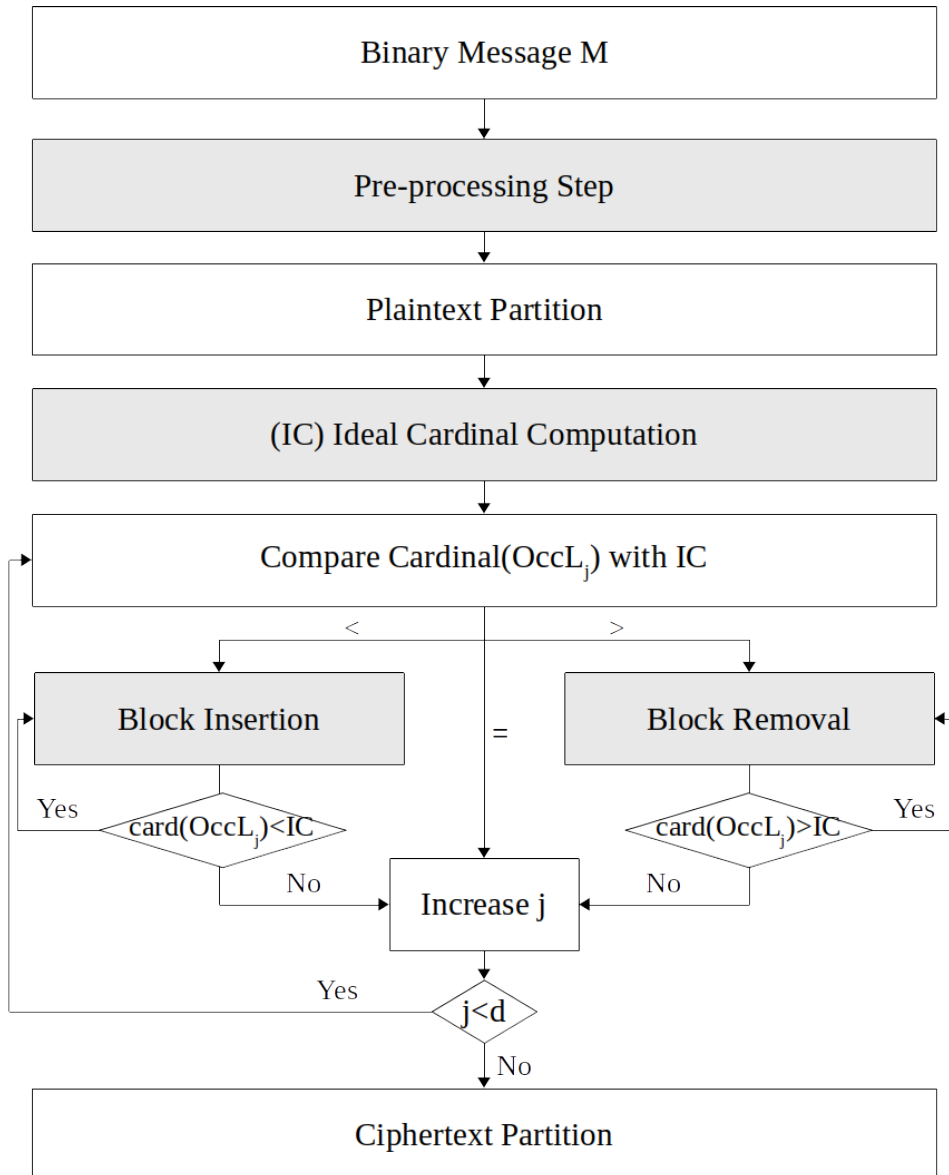 Binary Message M
Pre-processing Step
Plaintext Partition
(IC) Ideal Cardinal Computation
Compare Cardinal(OccLj) with IC
< >
Block Insertion
Block Removal
=
Yes
card(OccLj)<IC
card(OccLj)>IC
Yes
No
Increase j
No
Yes
j<d
No
Ciphertext Partition